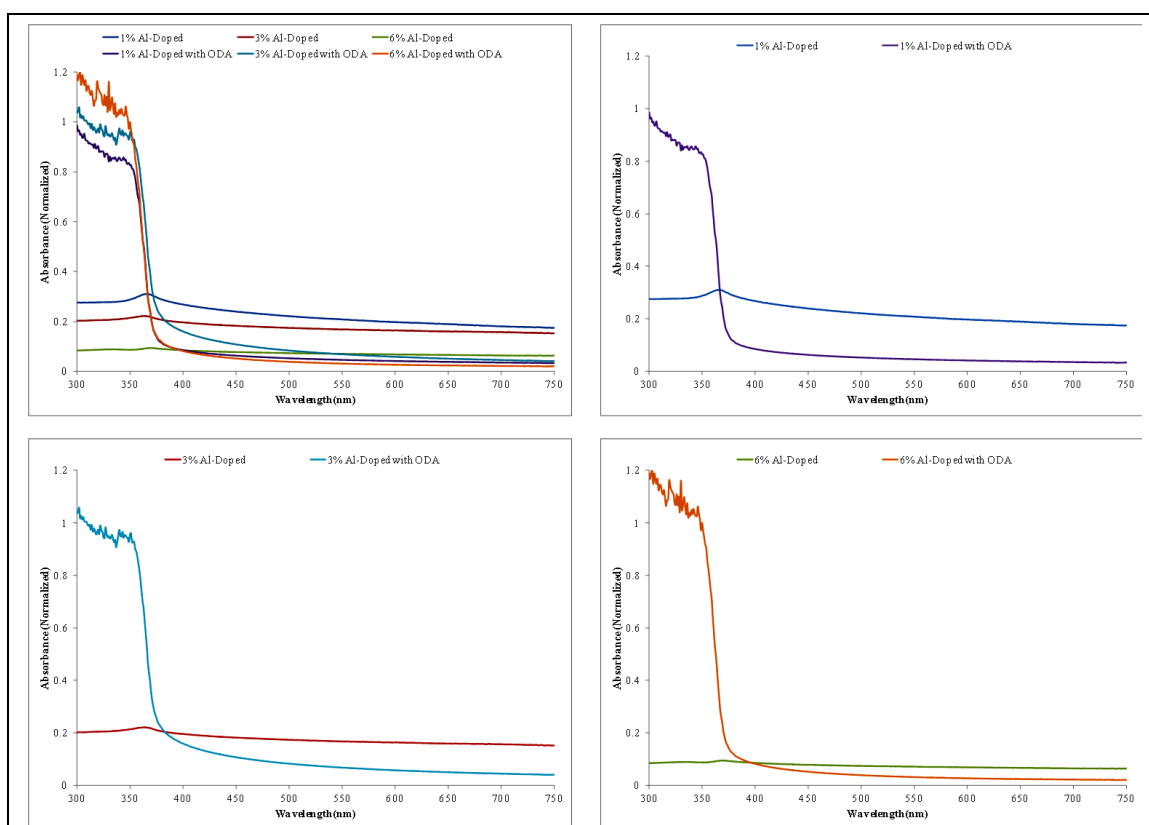 1% Al-Doped 3% Al-Doped 6% Al-Doped
1% Al-Doped with ODA 3% Al-Doped with ODA 6% Al-Doped with ODA
1.2
1
0.8
0.6
0.4
0.2
0
Absorbance (Normalized)
300 350 400 450 500 550 600 650 700 750
Wavelength (nm)
1% Al-Doped 1% Al-Doped with ODA
1.2
1
0.8
0.6
0.4
0.2
0
Absorbance (Normalized)
300 350 400 450 500 550 600 650 700 750
Wavelength (nm)
3% Al-Doped 3% Al-Doped with ODA
1.2
1
0.8
0.6
0.4
0.2
0
Absorbance (Normalized)
300 350 400 450 500 550 600 650 700 750
Wavelength (nm)
6% Al-Doped 6% Al-Doped with ODA
1.2
1
0.8
0.6
0.4
0.2
0
Absorbance (Normalized)
300 350 400 450 500 550 600 650 700 750
Wavelength (nm)